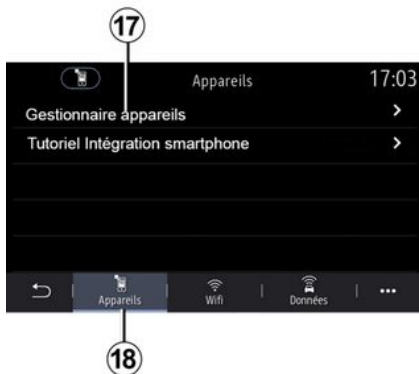 17
Appareils 17:03
Gestionnaire appareils
Tutoriel Intégration smartphone
Appareils Wifi Données
18